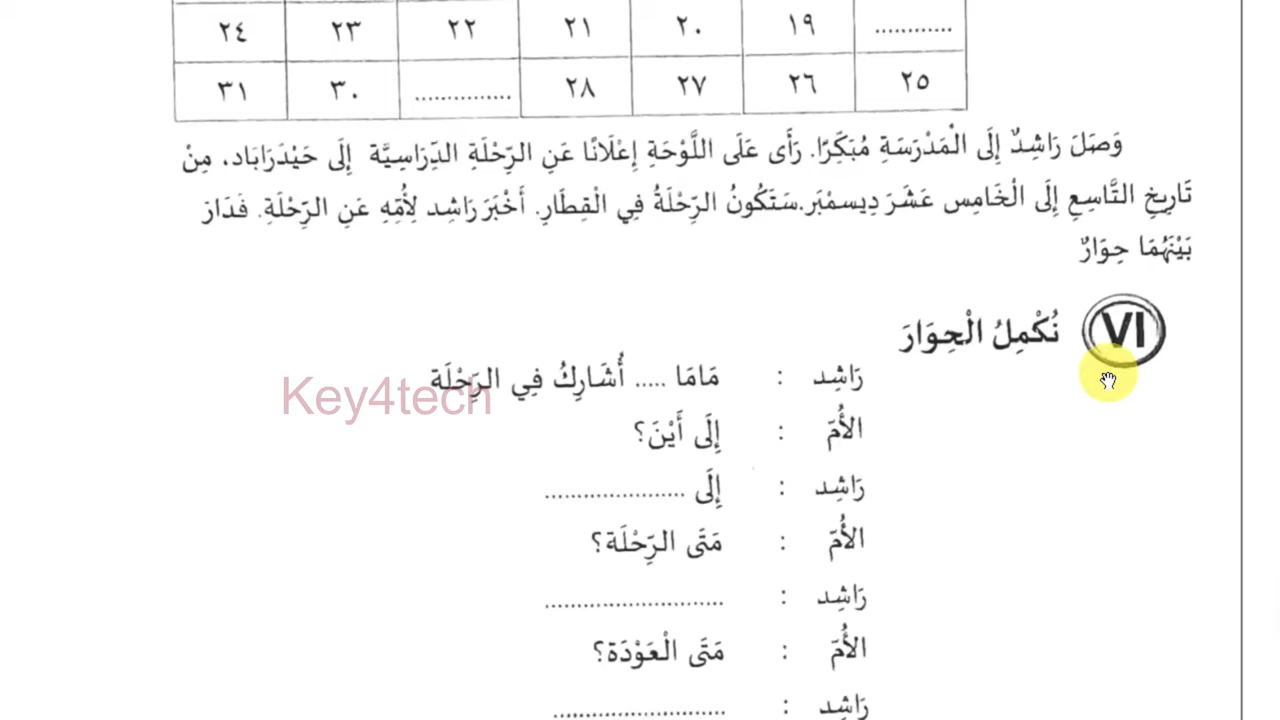 ............ ١٩ ٢٠ ٢١ ٢٢ ٢٣ ٢٤
٢٥ ٢٦ ٢٧ ٢٨ ............... ٣٠ ٣١
وَصَلَ رَاشِدٌ إِلَى الْمَدْرَسَةِ مُبَكِّرًا. رَأَى عَلَى اللَّوْحَةِ إِعْلَانًا عَنِ الرِّحْلَةِ الدِّرَاسِيَّة إِلَى حَيْدَرَابَاد، مِنْ
تَارِيخِ التَّاسِعِ إِلَى الْخَامِس عَشَرَ دِيسمْبَر.سَتَكُونُ الرِّحْلَةُ فِي الْقِطَارِ. أَخْبَرَ رَاشِد لِأُمِّهِ عَنِ الرِّحْلَةِ. فَدَارَ
بَيْنَهُمَا حِوَارٌ
VI نُكْمِلُ الْحِوَارَ
رَاشِد : مَامَا ..... أُشَارِكُ فِي الرِّحْلَة
Key4tech
الأُمّ : إِلَى أَيْنَ؟
رَاشِد : إِلَى ......................
الأُمّ : مَتَى الرِّحْلَة؟
رَاشِد : ............................
الأُمّ : مَتَى الْعَوْدَة؟
رَاشِد : ...........................